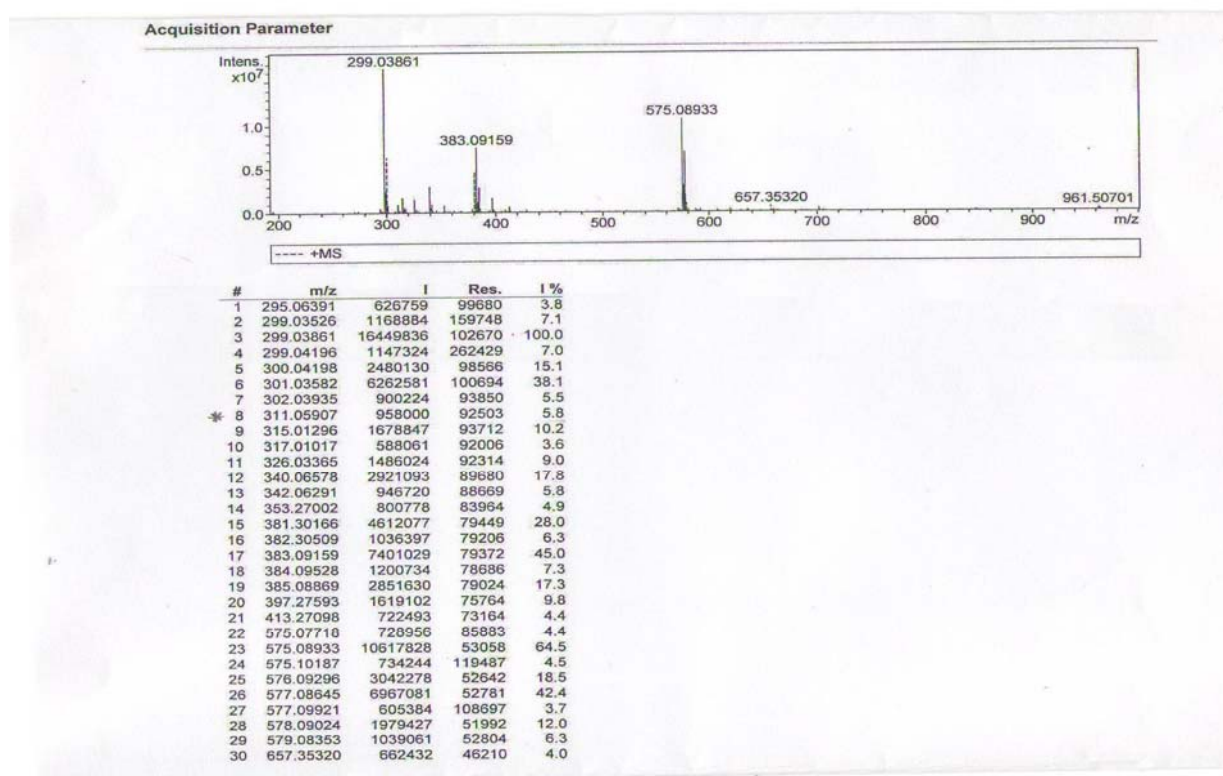 Acquisition Parameter
Intens.
x10⁷
299.03861
575.08933
1.0
383.09159
0.5
657.35320
961.50701
0.0
200 300 400 500 600 700 800 900 m/z
---- +MS
# m/z I Res. I %
1 295.06391 626759 99680 3.8
2 299.03526 1168884 159748 7.1
3 299.03861 16449836 102670 100.0
4 299.04196 1147324 262429 7.0
5 300.04198 2480130 98566 15.1
6 301.03582 6262581 100694 38.1
7 302.03935 900224 93850 5.5
* 8 311.05907 958000 92503 5.8
9 315.01296 1678847 93712 10.2
10 317.01017 588061 92006 3.6
11 326.03365 1486024 92314 9.0
12 340.06578 2921093 89680 17.8
13 342.06291 946720 88669 5.8
14 353.27002 800778 83964 4.9
15 381.30166 4612077 79449 28.0
16 382.30509 1036397 79206 6.3
17 383.09159 7401029 79372 45.0
18 384.09528 1200734 78686 7.3
19 385.08869 2851630 79024 17.3
20 397.27593 1619102 75764 9.8
21 413.27098 722493 73164 4.4
22 575.07718 728956 85883 4.4
23 575.08933 10617828 53058 64.5
24 575.10187 734244 119487 4.5
25 576.09296 3042278 52642 18.5
26 577.08645 6967081 52781 42.4
27 577.09921 605384 108697 3.7
28 578.09024 1979427 51992 12.0
29 579.08353 1039061 52804 6.3
30 657.35320 662432 46210 4.0